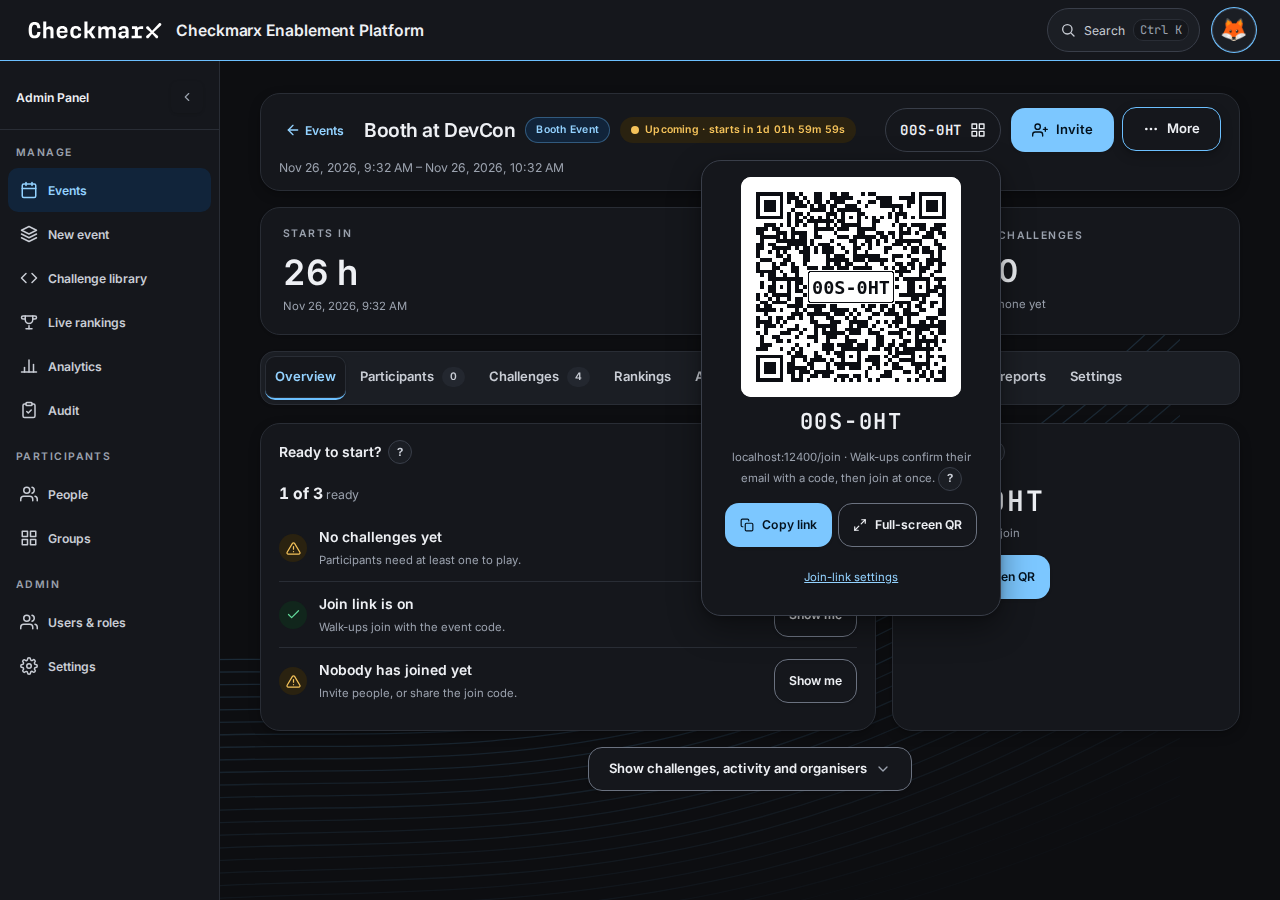 Checkmarx Checkmarx Enablement Platform
Search Ctrl K
Admin Panel
MANAGE
Events
New event
Challenge library
Live rankings
Analytics
Audit
PARTICIPANTS
People
Groups
ADMIN
Users & roles
Settings
Events Booth at DevCon Booth Event Upcoming · starts in 1d 01h 59m 59s 00S-0HT Invite More
Nov 26, 2026, 9:32 AM – Nov 26, 2026, 10:32 AM
STARTS IN
26 h
Nov 26, 2026, 9:32 AM
CHALLENGES
0
none yet
Overview Participants 0 Challenges 4 Rankings A reports Settings
Ready to start? ?
1 of 3 ready
No challenges yet
Participants need at least one to play.
Join link is on
Walk-ups join with the event code.
Show me
Nobody has joined yet
Invite people, or share the join code.
Show me
00S-0HT
00S-0HT
localhost:12400/join · Walk-ups confirm their
email with a code, then join at once. ?
Copy link Full-screen QR
Join-link settings
0HT
join
en QR
Show challenges, activity and organisers